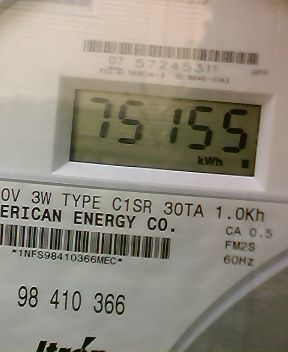 07 57245311
75155
kWh
0V 3W TYPE C1SR 30TA 1.0Kh
ERICAN ENERGY CO.
CA 0.5
FM2S
*1NFS98410366MEC*
60Hz
98 410 366
Itron